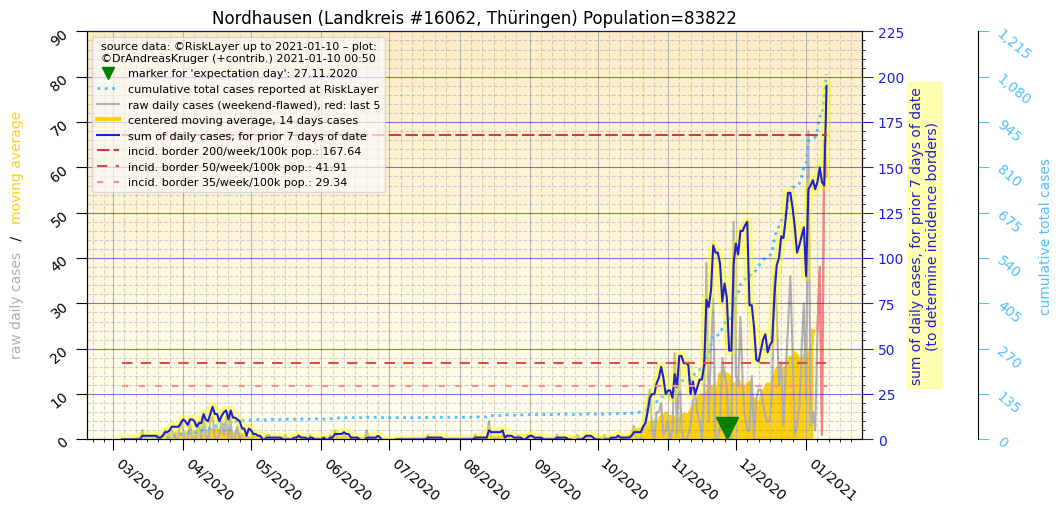 Nordhausen (Landkreis #16062, Thüringen) Population=83822
source data: ©RiskLayer up to 2021-01-10 – plot:
©DrAndreasKruger (+contrib.) 2021-01-10 00:50
marker for 'expectation day': 27.11.2020
cumulative total cases reported at RiskLayer
raw daily cases (weekend-flawed), red: last 5
centered moving average, 14 days cases
sum of daily cases, for prior 7 days of date
incid. border 200/week/100k pop.: 167.64
incid. border 50/week/100k pop.: 41.91
incid. border 35/week/100k pop.: 29.34
raw daily cases / moving average
90
80
70
60
50
40
30
20
10
0
03/2020
04/2020
05/2020
06/2020
07/2020
08/2020
09/2020
10/2020
11/2020
12/2020
01/2021
225
200
175
150
125
100
75
50
25
0
sum of daily cases, for prior 7 days of date
(to determine incidence borders)
1,215
1,080
945
810
675
540
405
270
135
0
cumulative total cases